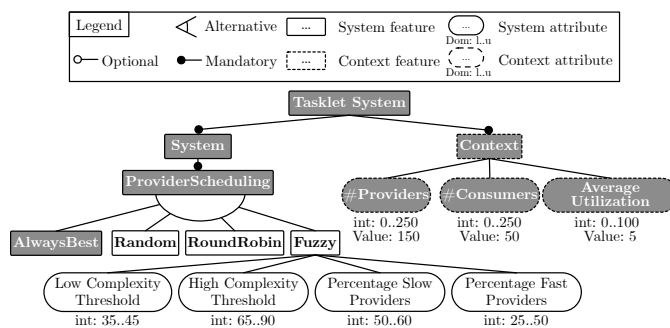 Legend
Alternative
...
System feature
...
Dom: l..u
System attribute
Optional
Mandatory
...
Context feature
...
Dom: l..u
Context attribute
Tasklet System
System
Context
ProviderScheduling
#Providers
#Consumers
Average
Utilization
int: 0..250
Value: 150
int: 0..250
Value: 50
int: 0..100
Value: 5
AlwaysBest
Random
RoundRobin
Fuzzy
Low Complexity
Threshold
High Complexity
Threshold
Percentage Slow
Providers
Percentage Fast
Providers
int: 35..45
int: 65..90
int: 50..60
int: 25..50